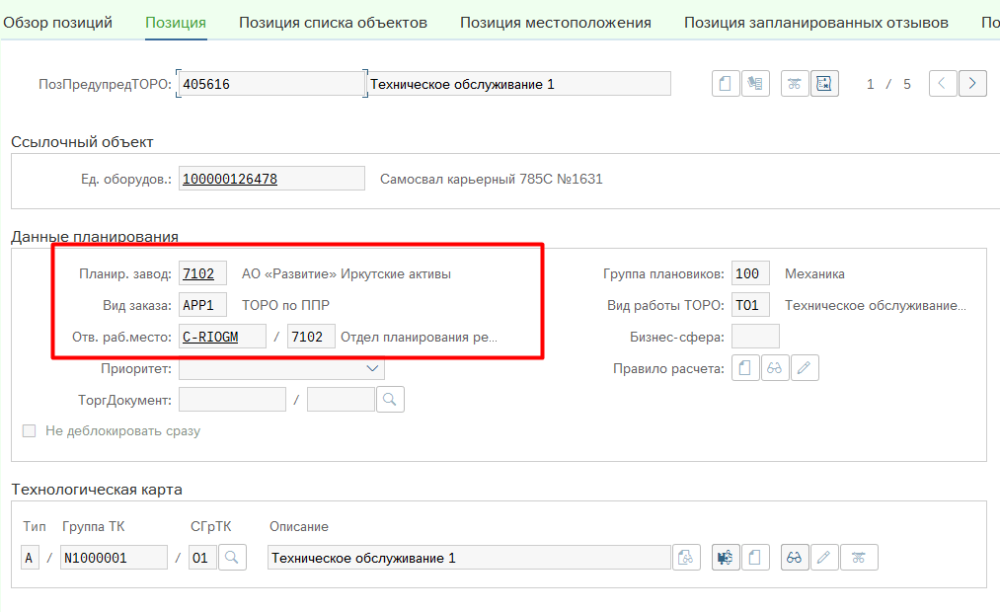 Обзор позиций Позиция Позиция списка объектов Позиция местоположения Позиция запланированных отзывов По
ПозПредупредТОРО: 405616 Техническое обслуживание 1 1 / 5
Ссылочный объект
Ед. оборудов.: 100000126478 Самосвал карьерный 785С №1631
Данные планирования
Планир. завод: 7102 АО «Развитие» Иркутские активы Группа плановиков: 100 Механика
Вид заказа: APP1 ТОРО по ППР Вид работы ТОРО: TO1 Техническое обслуживание...
Отв. раб.место: C-RIOGM / 7102 Отдел планирования ре... Бизнес-сфера:
Приоритет: Правило расчета:
ТоргДокумент: /
Не деблокировать сразу
Технологическая карта
Тип Группа ТК СГрТК Описание
A / N1000001 / 01 Техническое обслуживание 1